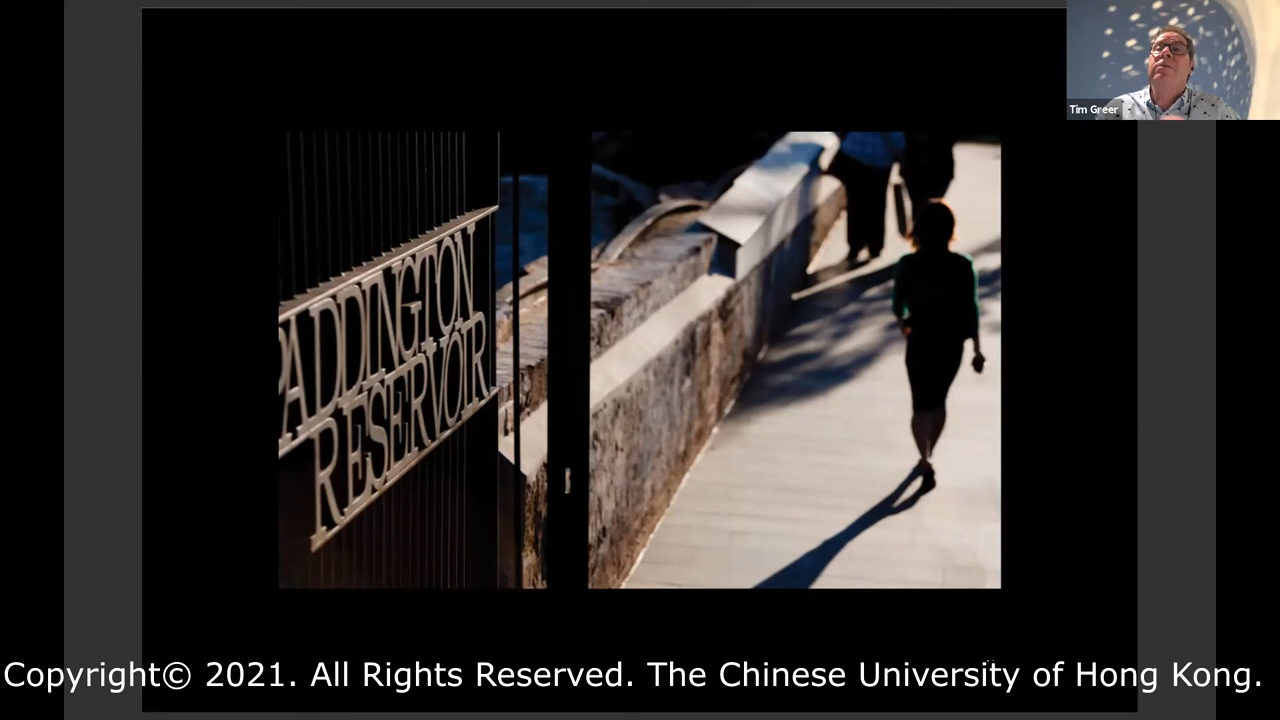 Tim Greer
PADDINGTON
RESERVOIR
Copyright© 2021. All Rights Reserved. The Chinese University of Hong Kong.